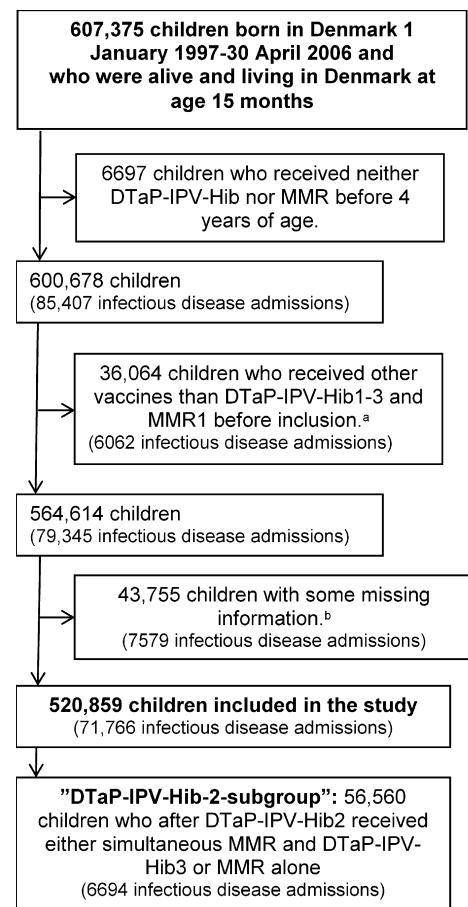 607,375 children born in Denmark 1
January 1997-30 April 2006 and
who were alive and living in Denmark at
age 15 months
6697 children who received neither
DTaP-IPV-Hib nor MMR before 4
years of age.
600,678 children
(85,407 infectious disease admissions)
36,064 children who received other
vaccines than DTaP-IPV-Hib1-3 and
MMR1 before inclusion.ᵃ
(6062 infectious disease admissions)
564,614 children
(79,345 infectious disease admissions)
43,755 children with some missing
information.ᵇ
(7579 infectious disease admissions)
520,859 children included in the study
(71,766 infectious disease admissions)
”DTaP-IPV-Hib-2-subgroup”: 56,560
children who after DTaP-IPV-Hib2 received
either simultaneous MMR and DTaP-IPV-
Hib3 or MMR alone
(6694 infectious disease admissions)